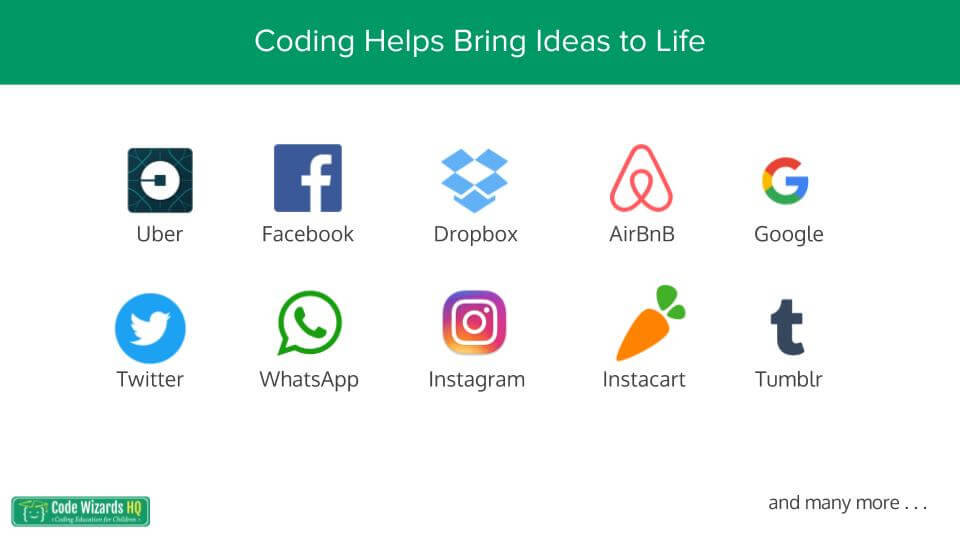 Coding Helps Bring Ideas to Life
Uber Facebook Dropbox AirBnB Google
Twitter WhatsApp Instagram Instacart Tumblr
Code Wizards HQ
Coding Education for Children
and many more . . .